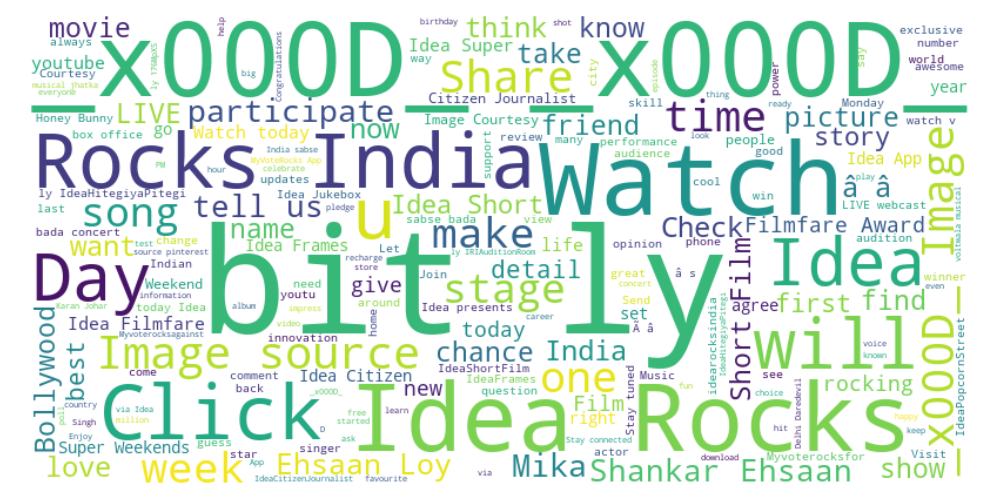 movie
always
youtube
Courtesy
musical jhatka
everyone
_x000D_ _x000D_
help
birthday
way
think
Idea Super
take
know
exclusive
number
world
awesome
year
big
Congratulations
Share
city
episode
say
power
Honey Bunny
LIVE
participate
Citizen Journalist
Image Courtesy
friend
skill
thing
ready
time
Monday
picture
watch v
box office
go
Watch today
now
review
many
performance
audience
people
look
good
story
Idea App
Image
Rocks India
India sabse
MyVoteRocks App
celebrate
support
Watch
cool
win
play
â â
LIVE webcast
PM
hour
ly IdeaHitegiyaPitegi
updates
Idea Jukebox
last
song
tell us
pledge
u
Idea Short
sabse bada
view
bada concert
want
name
make
ly IRIAuditionRoom
life
opinion
phone
Check
Filmfare Award
audition
voltmala musical
test
change
source pinterest
Idea Frames
Let
detail
Idea
winner
even
Day
Indian
Weekend
recharge
store
Join
great
concert
â s
Short Film
Karan Johar
information
today Idea
need
youtu
give
stage
Send
set
agree
first
find
bit ly
album
impress
video
around
home
Idea presents
career
Ã â
idearocksindia
IdeaHitegiyaPitegi
Bollywood
best
Idea Filmfare
Myvoterocksagainst
innovation
today
chance
India
will
voice
known
Image source
come
comment
back
Idea Citizen
_x000D_
new
IdeaShortFilm
IdeaFrames
question
one
Music
Stay tuned
fun
see
choice
Delhi Daredevil
rocking
_x000D_
IdeaPopcornStreet
Click
Idea Rocks
poll
country
via Idea
million
D
free
started
learn
ask
Film
right
Stay connected
hit
happy
keep
Singh
Enjoy
Super Weekends
guess
star
singer
App
actor
download
Myvoterocksfor
Visit
love
week
Ehsaan Loy
IdeaCitizenJournalist
favourite
via
Mika
Shankar Ehsaan
show